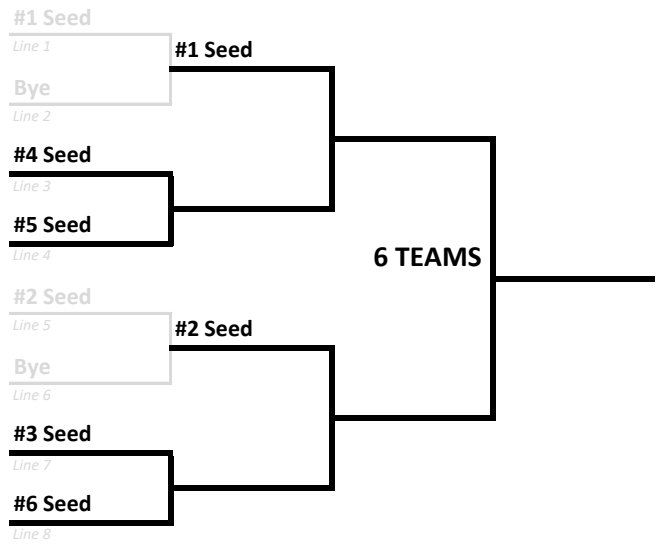 #1 Seed
Line 1
#1 Seed
Bye
Line 2
#4 Seed
Line 3
#5 Seed
Line 4
6 TEAMS
#2 Seed
Line 5
#2 Seed
Bye
Line 6
#3 Seed
Line 7
#6 Seed
Line 8